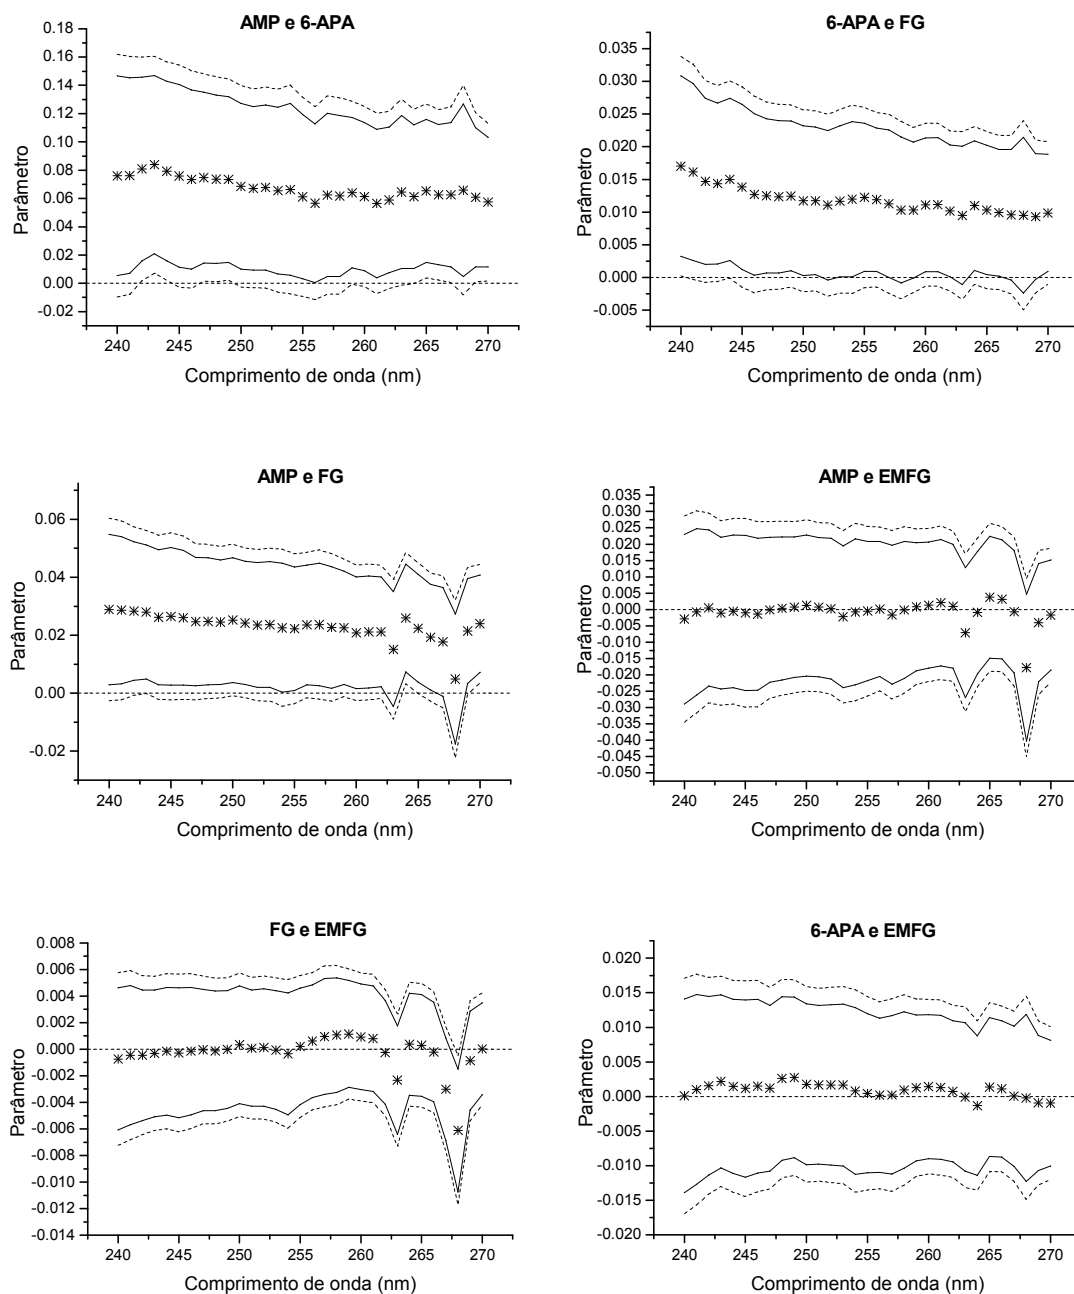 AMP e 6-APA
0.18
0.16
0.14
0.12
0.10
0.08
0.06
0.04
0.02
0.00
-0.02
Parâmetro
240 245 250 255 260 265 270
Comprimento de onda (nm)
6-APA e FG
0.035
0.030
0.025
0.020
0.015
0.010
0.005
0.000
-0.005
Parâmetro
240 245 250 255 260 265 270
Comprimento de onda (nm)
AMP e FG
0.06
0.04
0.02
0.00
-0.02
Parâmetro
240 245 250 255 260 265 270
Comprimento de onda (nm)
AMP e EMFG
0.035
0.030
0.025
0.020
0.015
0.010
0.005
0.000
-0.005
-0.010
-0.015
-0.020
-0.025
-0.030
-0.035
-0.040
-0.045
-0.050
Parâmetro
240 245 250 255 260 265 270
Comprimento de onda (nm)
FG e EMFG
0.008
0.006
0.004
0.002
0.000
-0.002
-0.004
-0.006
-0.008
-0.010
-0.012
-0.014
Parâmetro
240 245 250 255 260 265 270
Comprimento de onda (nm)
6-APA e EMFG
0.020
0.015
0.010
0.005
0.000
-0.005
-0.010
-0.015
-0.020
Parâmetro
240 245 250 255 260 265 270
Comprimento de onda (nm)